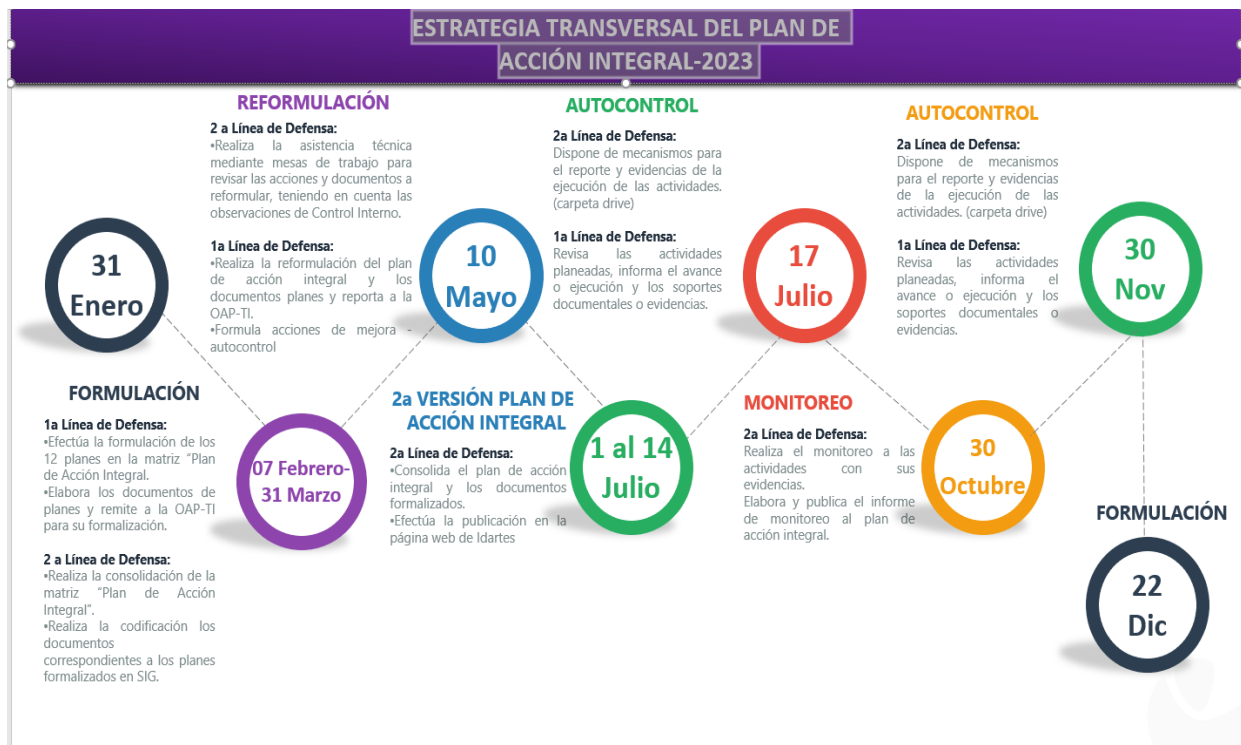 ESTRATEGIA TRANSVERSAL DEL PLAN DE
ACCIÓN INTEGRAL-2023
31
Enero
FORMULACIÓN
1a Línea de Defensa:
•Efectúa la formulación de los
12 planes en la matriz “Plan
de Acción Integral.
•Elabora los documentos de
planes y remite a la OAP-TI
para su formalización.
2 a Línea de Defensa:
•Realiza la consolidación de la
matriz “Plan de Acción
Integral”.
•Realiza la codificación los
documentos
correspondientes a los planes
formalizados en SIG.
REFORMULACIÓN
2 a Línea de Defensa:
•Realiza la asistencia técnica
mediante mesas de trabajo para
revisar las acciones y documentos a
reformular, teniendo en cuenta las
observaciones de Control Interno.
1a Línea de Defensa:
•Realiza la reformulación del plan
de acción integral y los
documentos planes y reporta a la
OAP-TI.
•Formula acciones de mejora -
autocontrol
07 Febrero-
31 Marzo
10
Mayo
2a VERSIÓN PLAN DE
ACCIÓN INTEGRAL
2a Línea de Defensa:
•Consolida el plan de acción
integral y los documentos
formalizados.
•Efectúa la publicación en la
página web de Idartes
AUTOCONTROL
2a Línea de Defensa:
Dispone de mecanismos para
el reporte y evidencias de la
ejecución de las actividades.
(carpeta drive)
1a Línea de Defensa:
Revisa las actividades
planeadas, informa el avance
o ejecución y los soportes
documentales o evidencias.
1 al 14
Julio
17
Julio
MONITOREO
2a Línea de Defensa:
Realiza el monitoreo a las
actividades con sus
evidencias.
Elabora y publica el informe
de monitoreo al plan de
acción integral.
AUTOCONTROL
2a Línea de Defensa:
Dispone de mecanismos
para el reporte y evidencias
de la ejecución de las
actividades. (carpeta drive)
1a Línea de Defensa:
Revisa las actividades
planeadas, informa el
avance o ejecución y los
soportes documentales o
evidencias.
30
Octubre
30
Nov
FORMULACIÓN
22
Dic